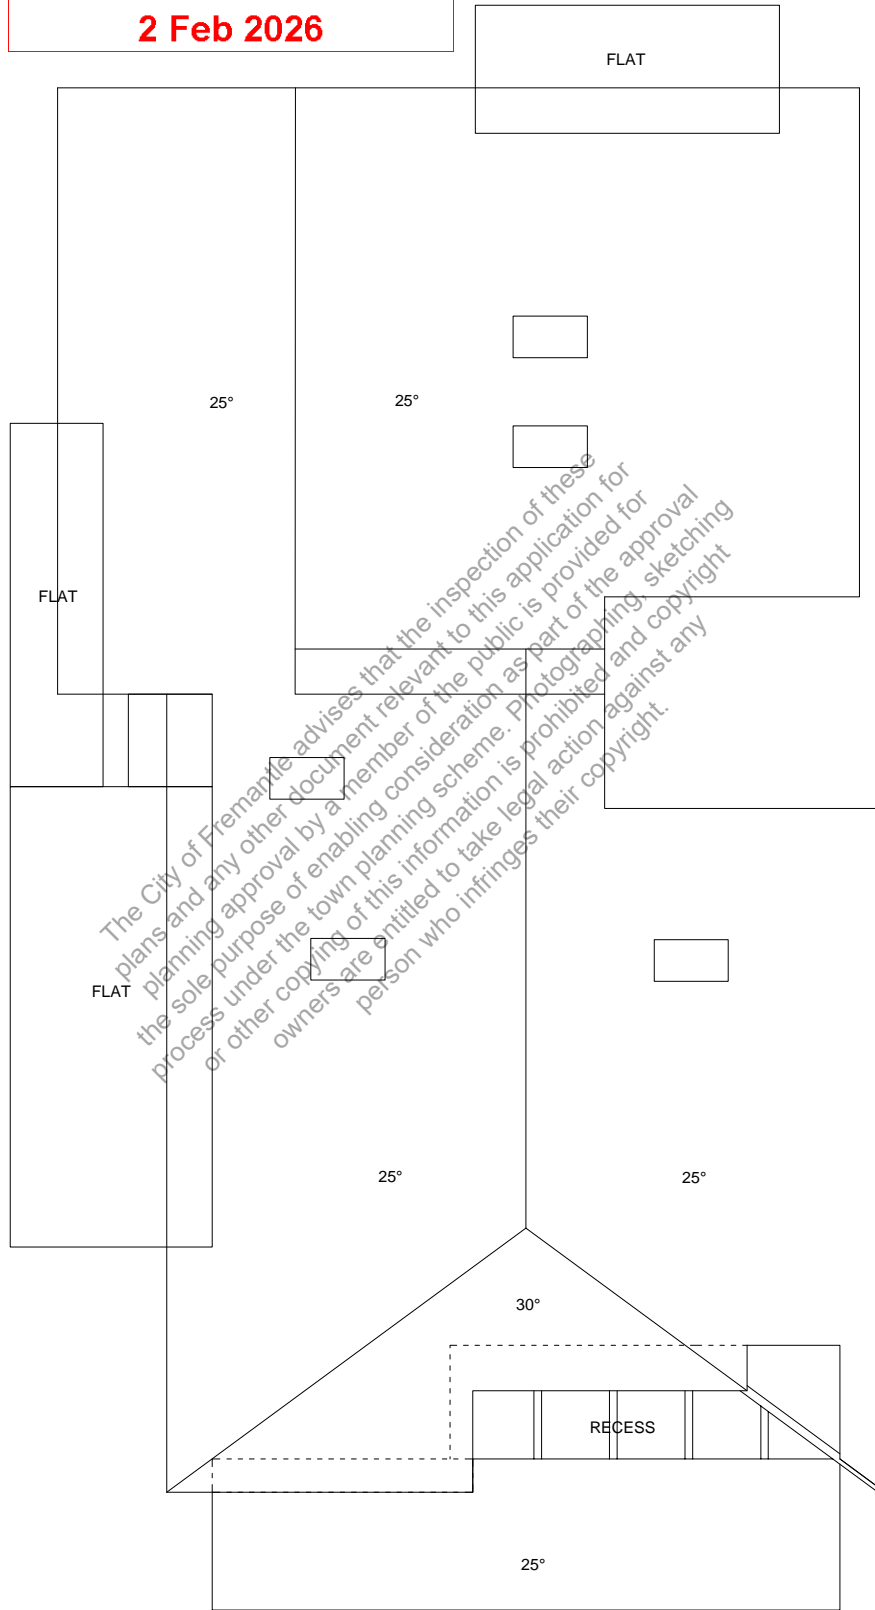 2 Feb 2026
FLAT
25°
25°
FLAT
The City of Fremantle advises that the inspection of these
plans and any other document relevant to this application for
planning approval by a member of the public is provided for
the sole purpose of enabling consideration as part of the approval
process under the town planning scheme. Photographing, sketching
or other copying of this information is prohibited and copyright
owners are entitled to take legal action against any
person who infringes their copyright.
FLAT
25°
25°
30°
RECESS
25°